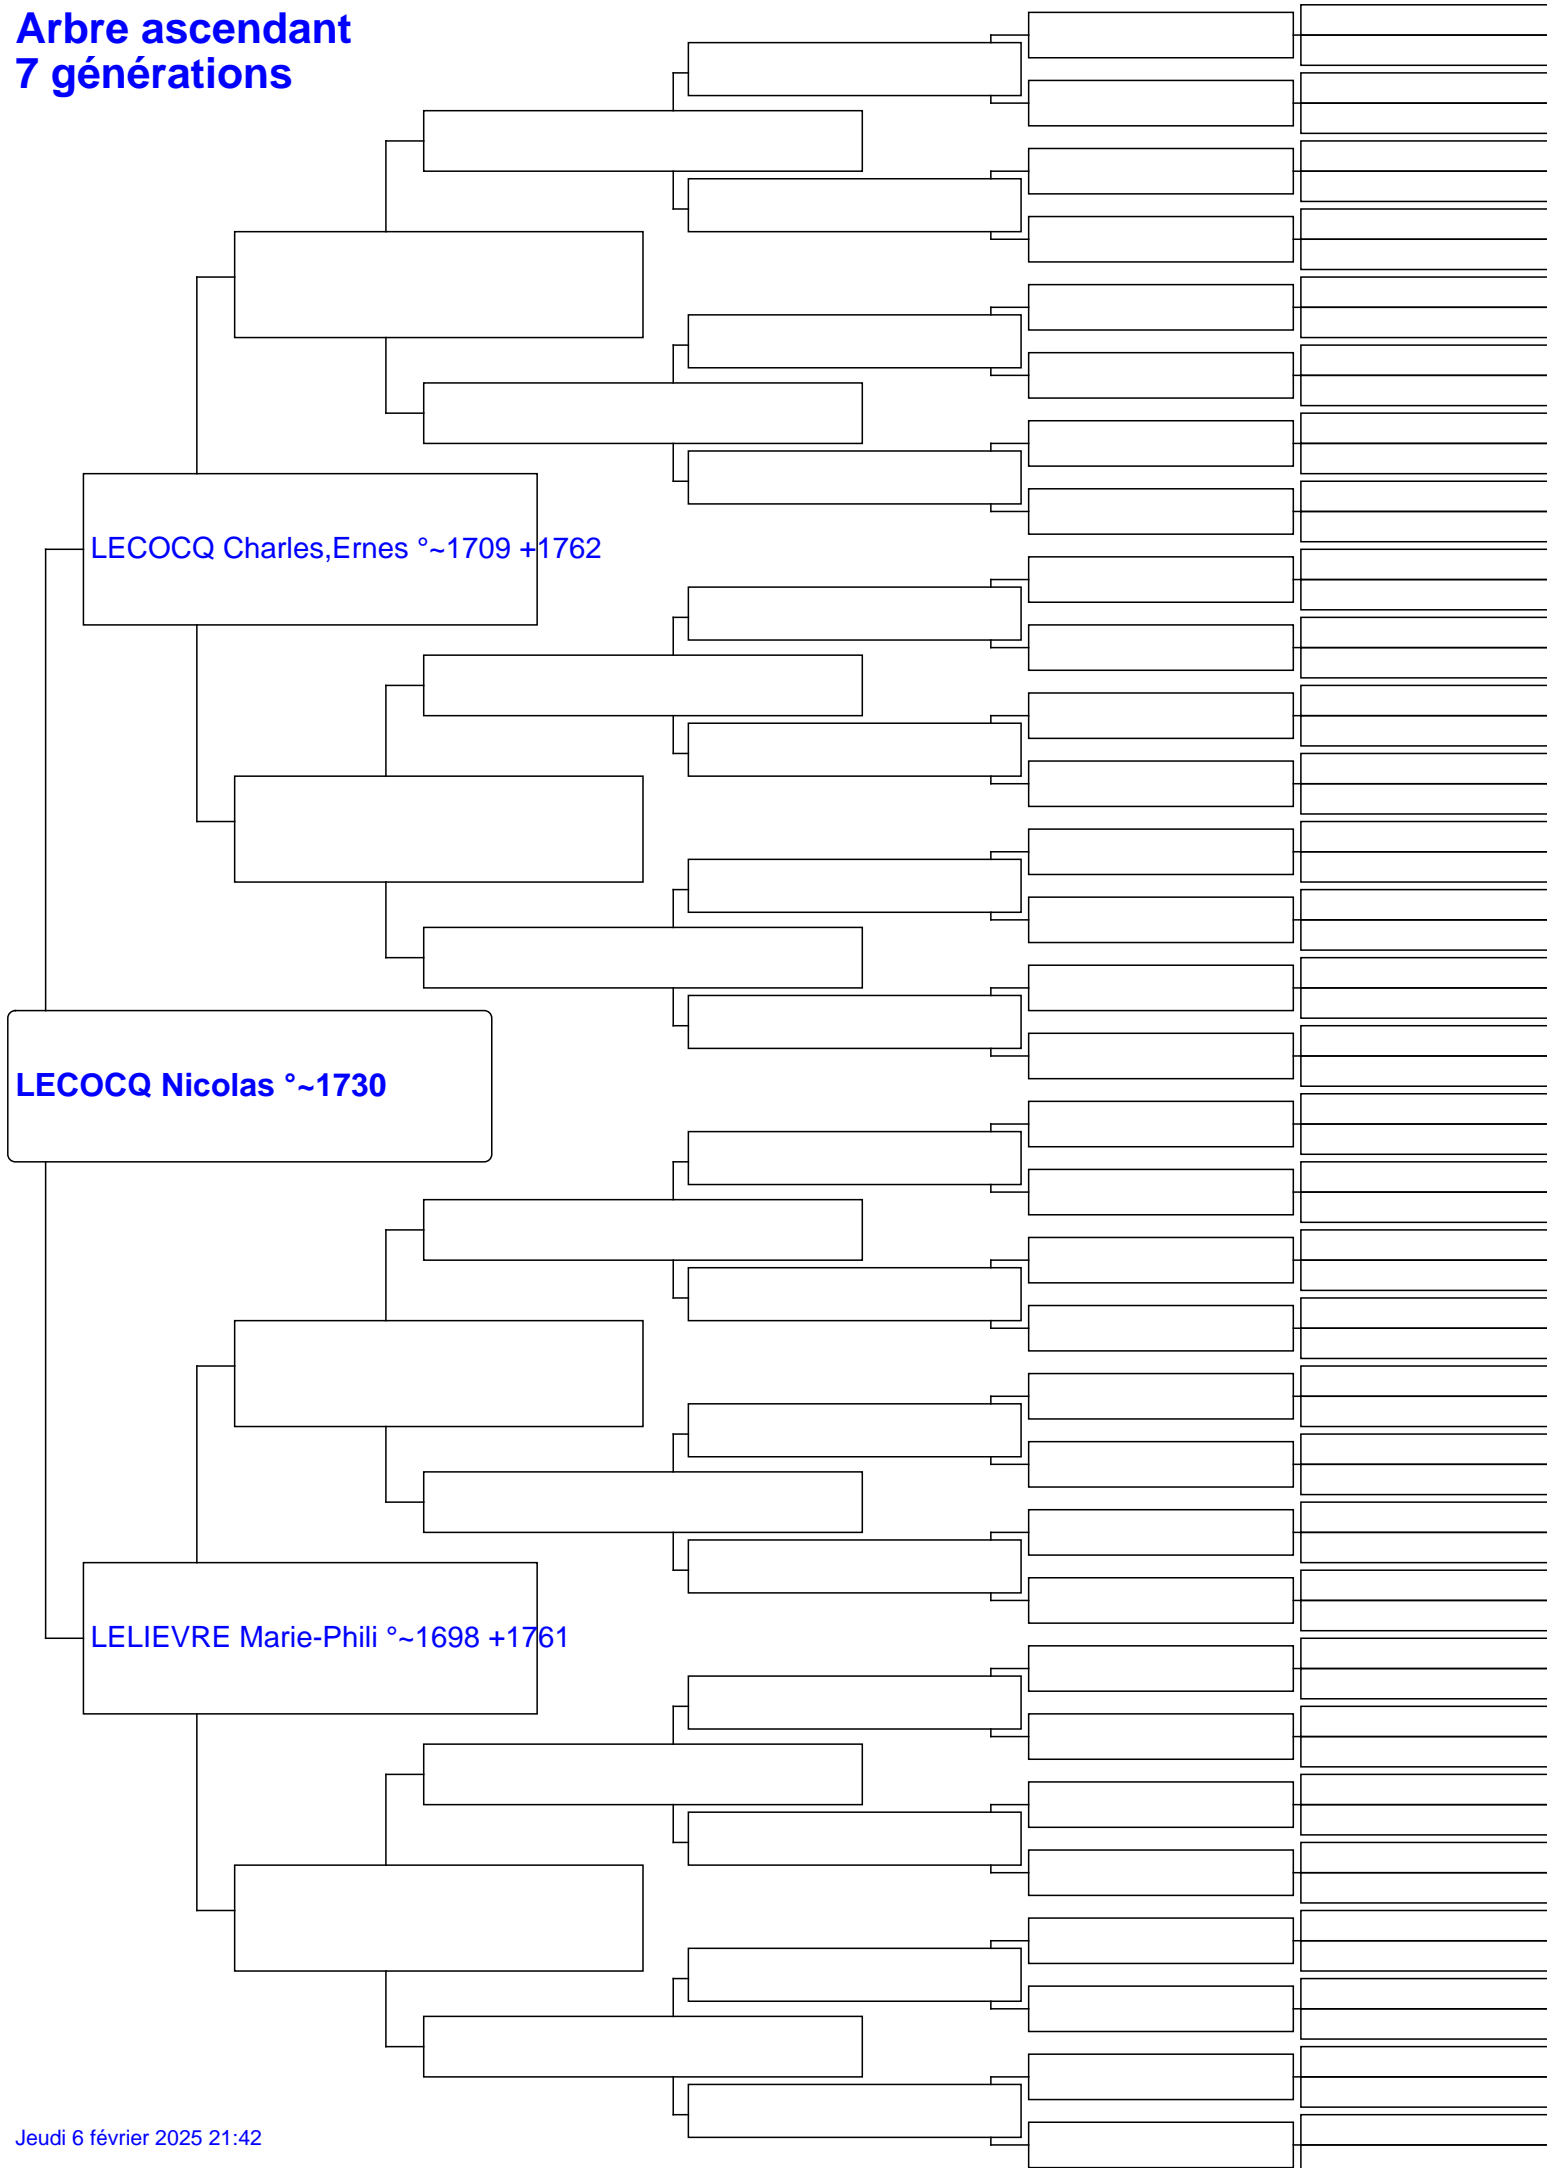 Arbre ascendant
7 générations
LECOCQ Charles,Ernes °~1709 +1762
LECOCQ Nicolas °~1730
LELIEVRE Marie-Phili °~1698 +1761
Jeudi 6 février 2025 21:42